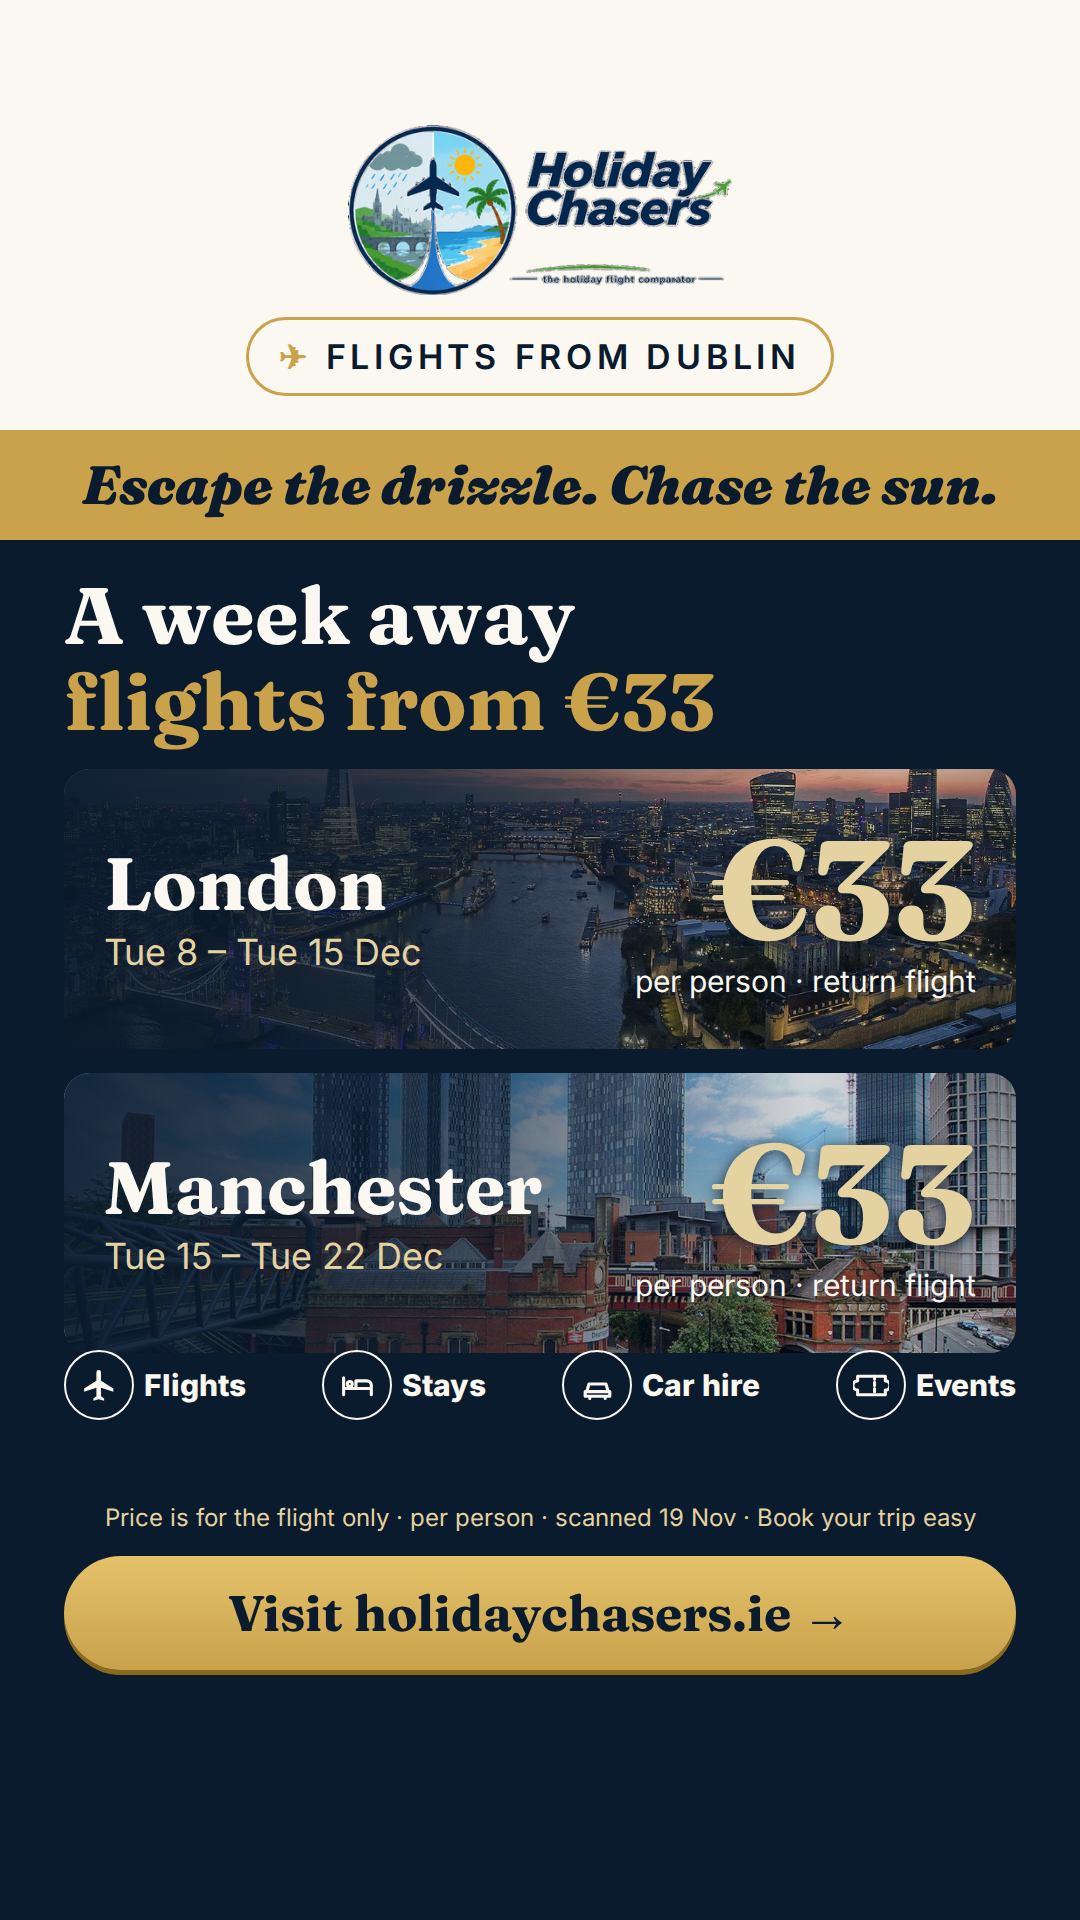 Holiday
Chasers
the holiday flight comparator
✈ FLIGHTS FROM DUBLIN
Escape the drizzle. Chase the sun.
A week away
flights from €33
London
Tue 8 – Tue 15 Dec
€33
per person · return flight
Manchester
Tue 15 – Tue 22 Dec
€33
per person · return flight
ATLAS
Flights
Stays
Car hire
Events
Price is for the flight only · per person · scanned 19 Nov · Book your trip easy
Visit holidaychasers.ie →